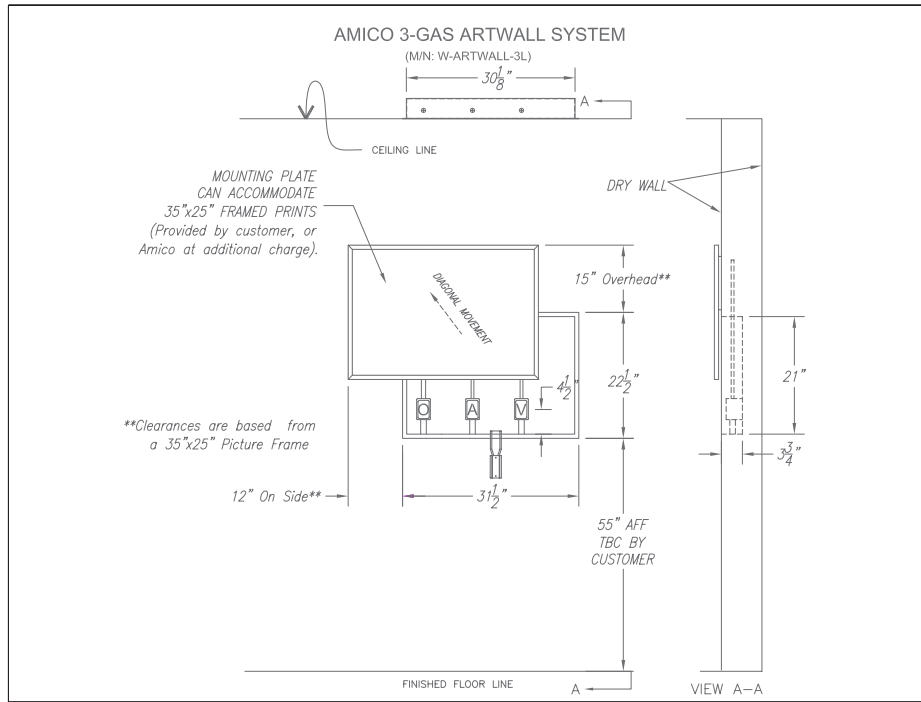 AMICO 3-GAS ARTWALL SYSTEM
(M/N: W-ARTWALL-3L)
30 1/8"
A
CEILING LINE
MOUNTING PLATE
CAN ACCOMMODATE
35"x25" FRAMED PRINTS
(Provided by customer, or
Amico at additional charge).
DRY WALL
15" Overhead**
DIAGONAL MOVEMENT
4 1/2"
22 1/2"
21"
O A V
**Clearances are based from
a 35"x25" Picture Frame
3 3/4"
12" On Side**
31 1/2"
55" AFF
TBC BY
CUSTOMER
FINISHED FLOOR LINE
A
VIEW A-A